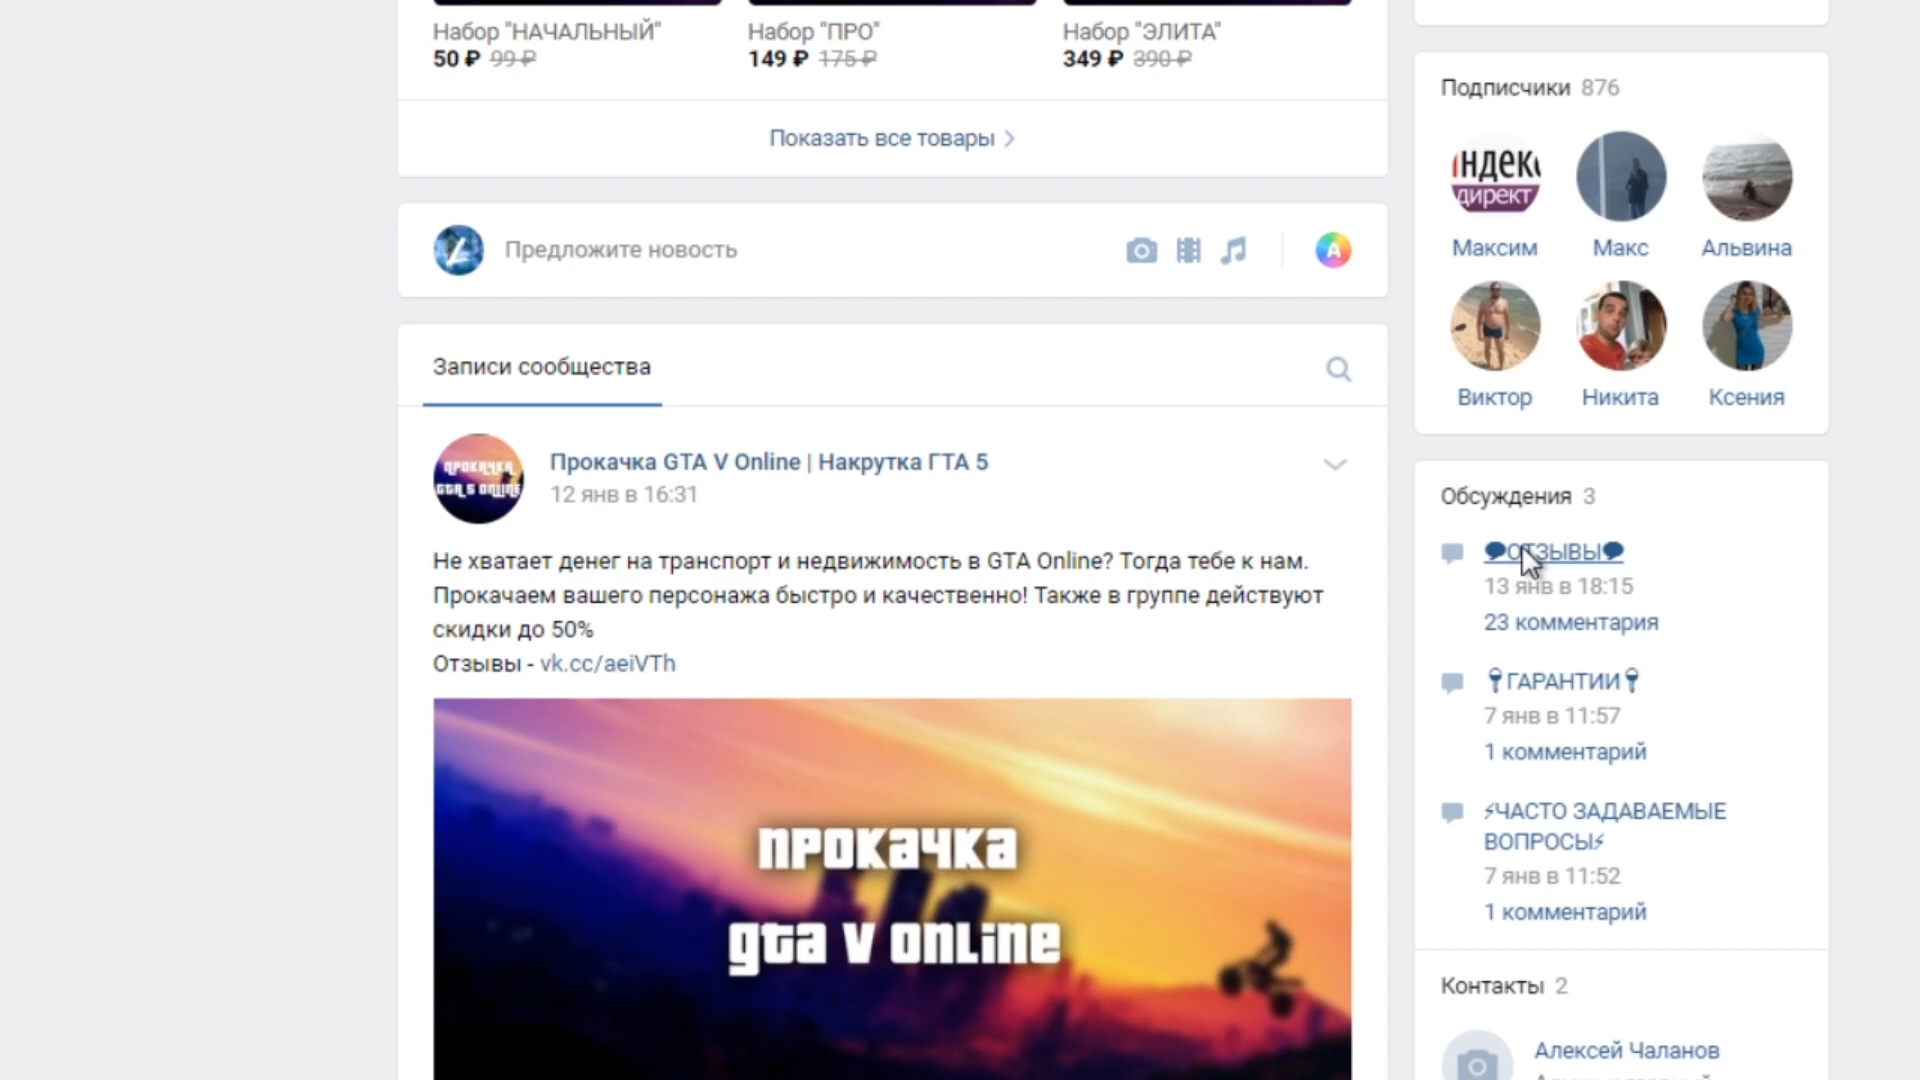 Набор "НАЧАЛЬНЫЙ"
50 ₽ 99 ₽
Набор "ПРО"
149 ₽ 175 ₽
Набор "ЭЛИТА"
349 ₽ 390 ₽
Показать все товары
Предложите новость
A
Записи сообщества
ПРОКАЧКА
GTA 5 ONLINE
Прокачка GTA V Online | Накрутка ГТА 5
12 янв в 16:31
Не хватает денег на транспорт и недвижимость в GTA Online? Тогда тебе к нам.
Прокачаем вашего персонажа быстро и качественно! Также в группе действуют
скидки до 50%
Отзывы - vk.cc/aeiVTh
прокачка
gta V online
Подписчики 876
ндекс
директ
Максим
Макс
Альвина
Виктор
Никита
Ксения
Обсуждения 3
ОТЗЫВЫ
13 янв в 18:15
23 комментария
ГАРАНТИИ
7 янв в 11:57
1 комментарий
⚡ЧАСТО ЗАДАВАЕМЫЕ
ВОПРОСЫ⚡
7 янв в 11:52
1 комментарий
Контакты 2
Алексей Чаланов